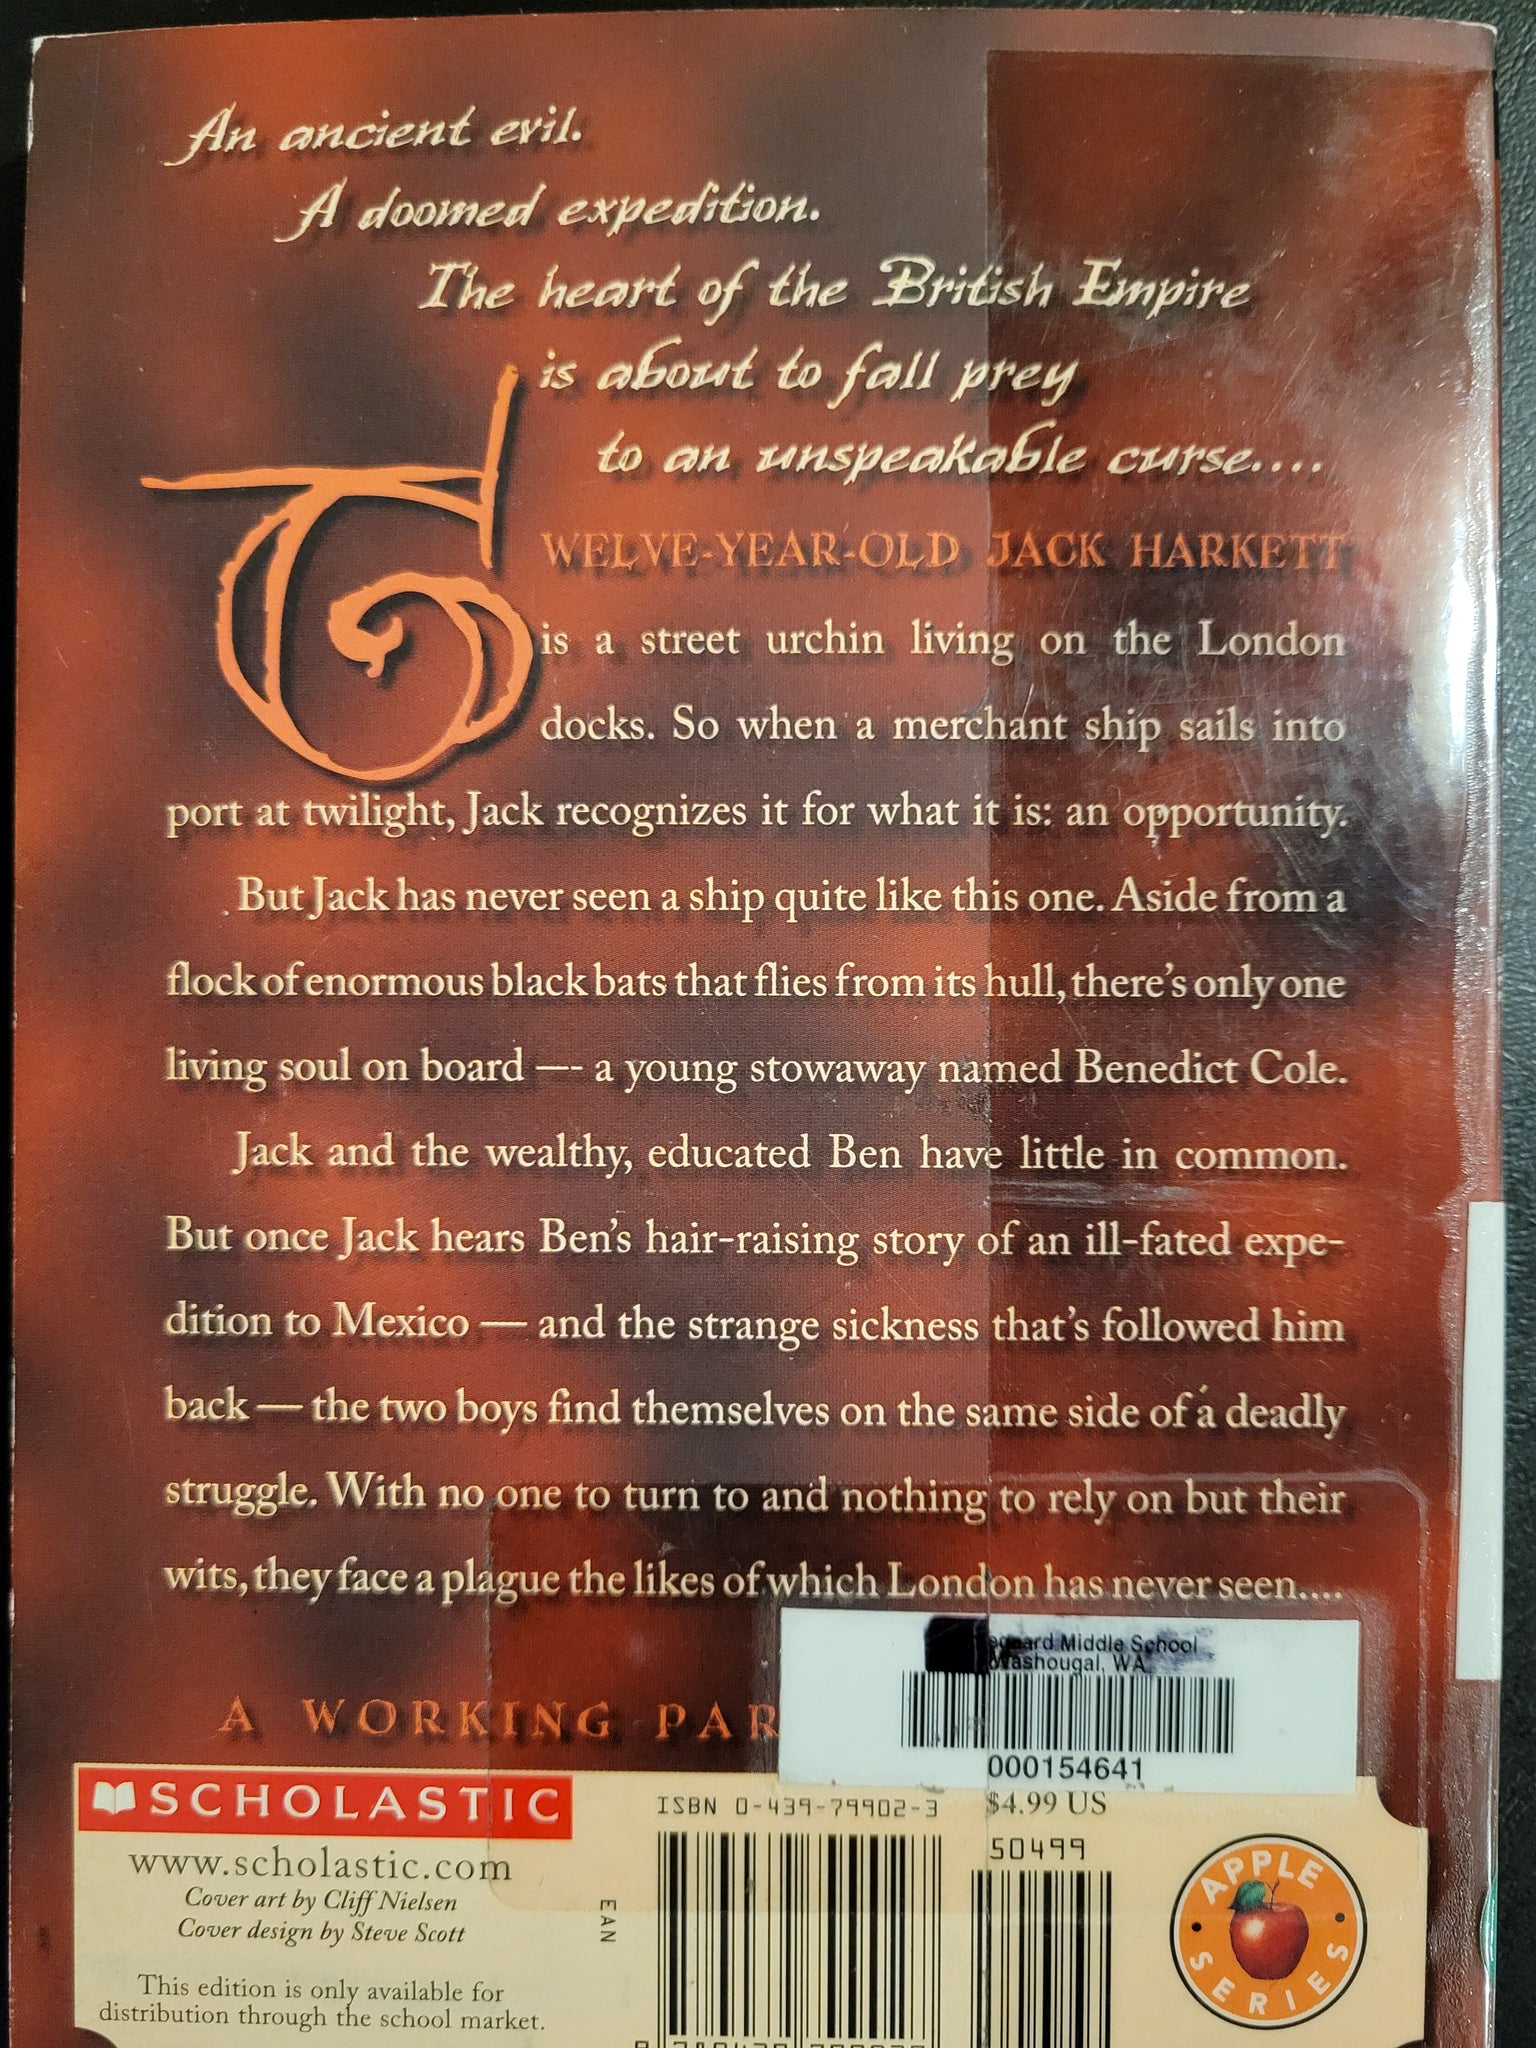 An ancient evil.
A doomed expedition.
The heart of the British Empire
is about to fall prey
to an unspeakable curse....
TWELVE-YEAR-OLD JACK HARKETT
is a street urchin living on the London
docks. So when a merchant ship sails into
port at twilight, Jack recognizes it for what it is: an opportunity.
But Jack has never seen a ship quite like this one. Aside from a
flock of enormous black bats that flies from its hull, there's only one
living soul on board —- a young stowaway named Benedict Cole.
Jack and the wealthy, educated Ben have little in common.
But once Jack hears Ben's hair-raising story of an ill-fated expe-
dition to Mexico — and the strange sickness that's followed him
back — the two boys find themselves on the same side of a deadly
struggle. With no one to turn to and nothing to rely on but their
wits, they face a plague the likes of which London has never seen....
Middle School
Washougal, WA
000154641
A WORKING PAR
SCHOLASTIC
www.scholastic.com
Cover art by Cliff Nielsen
Cover design by Steve Scott
This edition is only available for
distribution through the school market.
EAN
ISBN 0-439-79902-3
$4.99 US
50499
APPLE
SERIES